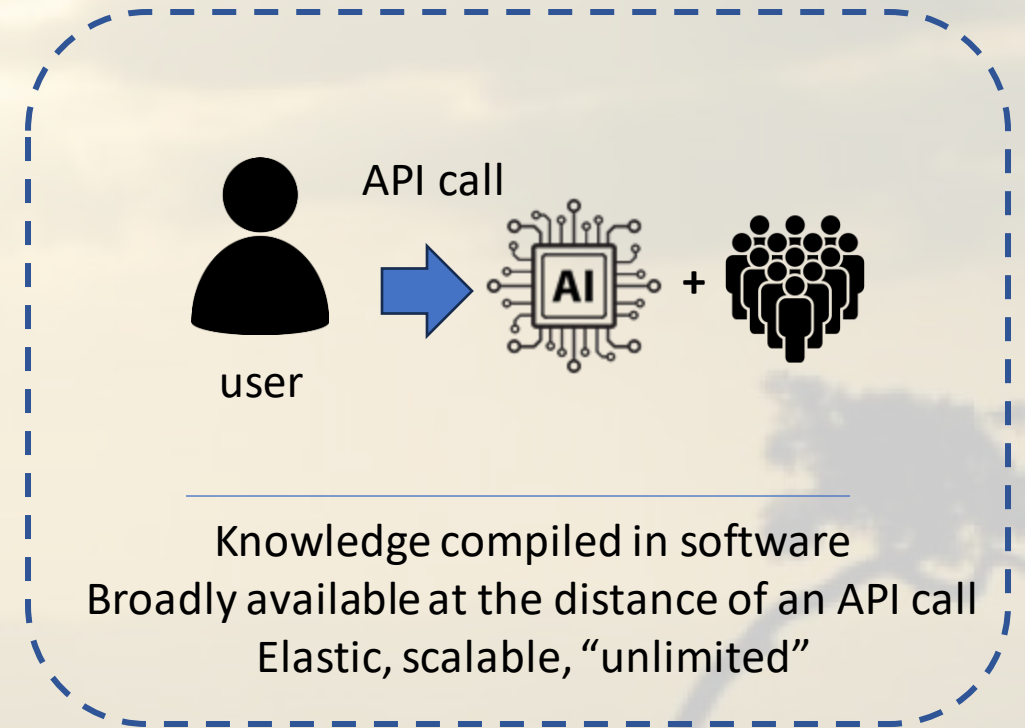 API call
AI
+
user
Knowledge compiled in software
Broadly available at the distance of an API call
Elastic, scalable, “unlimited”